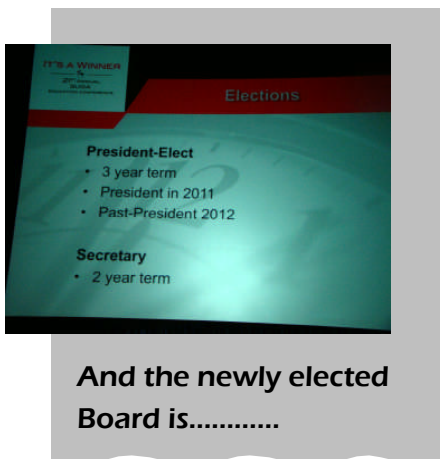 IT'S A WINNER
Elections
President-Elect
• 3 year term
• President in 2011
• Past-President 2012
Secretary
• 2 year term
And the newly elected
Board is............